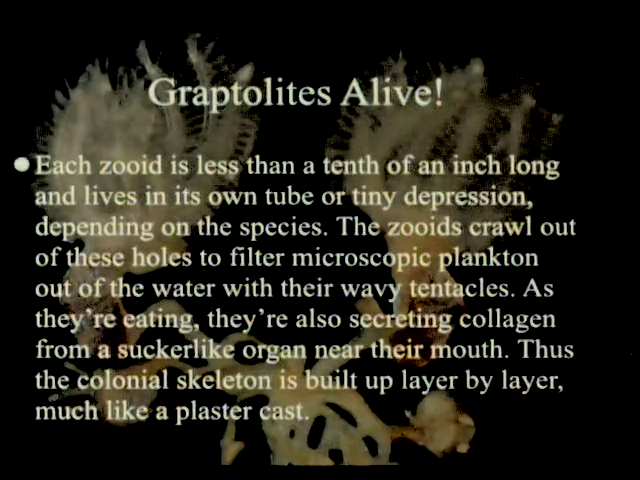 Graptolites Alive!
● Each zooid is less than a tenth of an inch long
and lives in its own tube or tiny depression,
depending on the species. The zooids crawl out
of these holes to filter microscopic plankton
out of the water with their wavy tentacles. As
they’re eating, they’re also secreting collagen
from a suckerlike organ near their mouth. Thus
the colonial skeleton is built up layer by layer,
much like a plaster cast.